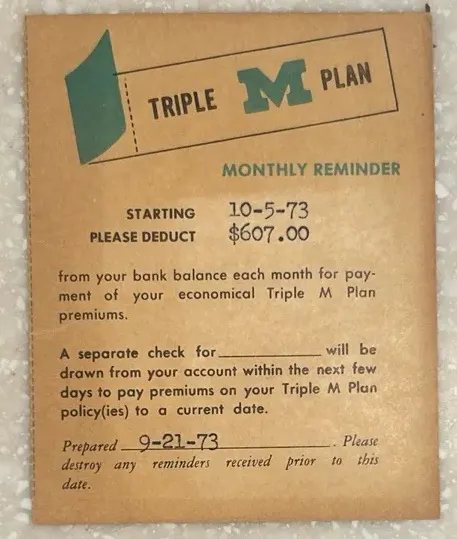 TRIPLE M PLAN
MONTHLY REMINDER
STARTING 10-5-73
PLEASE DEDUCT $607.00
from your bank balance each month for pay-
ment of your economical Triple M Plan
premiums.
A separate check for______________ will be
drawn from your account within the next few
days to pay premiums on your Triple M Plan
policy(ies) to a current date.
Prepared 9-21-73. Please
destroy any reminders received prior to this
date.